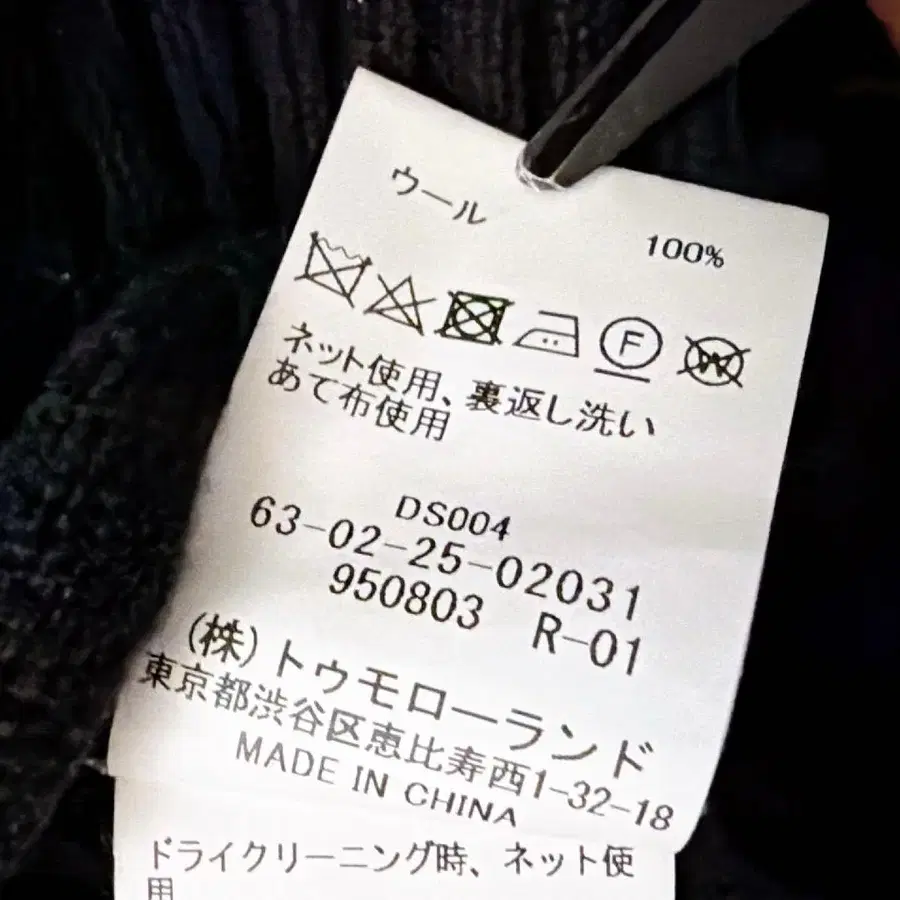 ウール 100%
F W
ネット使用、裏返し洗い
あて布使用
DS004
63-02-25-02031
950803 R-01
(株)トゥモローランド
東京都渋谷区恵比寿西1-32-18
MADE IN CHINA
ドライクリーニング時、ネット使
用